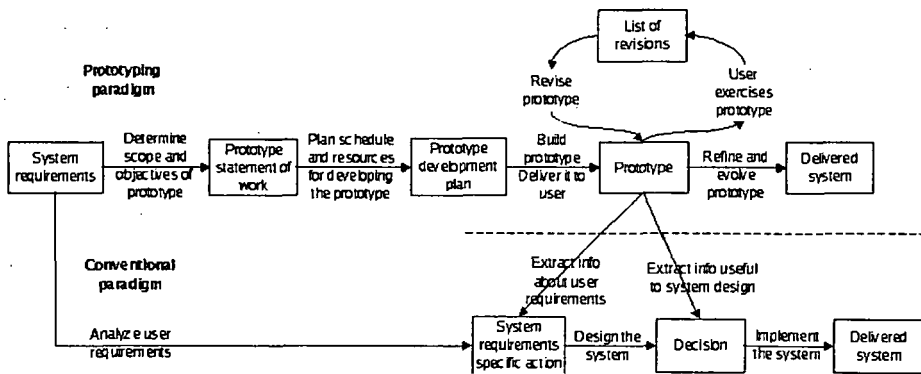 List of
revisions
Prototyping
paradigm
Revise
prototype
User
exercises
prototype
System
requirements
Determine
scope and
objectives of
prototype
Prototype
statement of
work
Plan schedule
and resources
for developing
the prototype
Prototype
development
plan
Build
prototype
Deliver it to
user
Prototype
Refine and
evolve
prototype
Delivered
system
Conventional
paradigm
Extract info
about user
requirements
Extract info useful
to system design
Analyze user
requirements
System
requirements
specific action
Design the
system
Decision
Implement
the system
Delivered
system